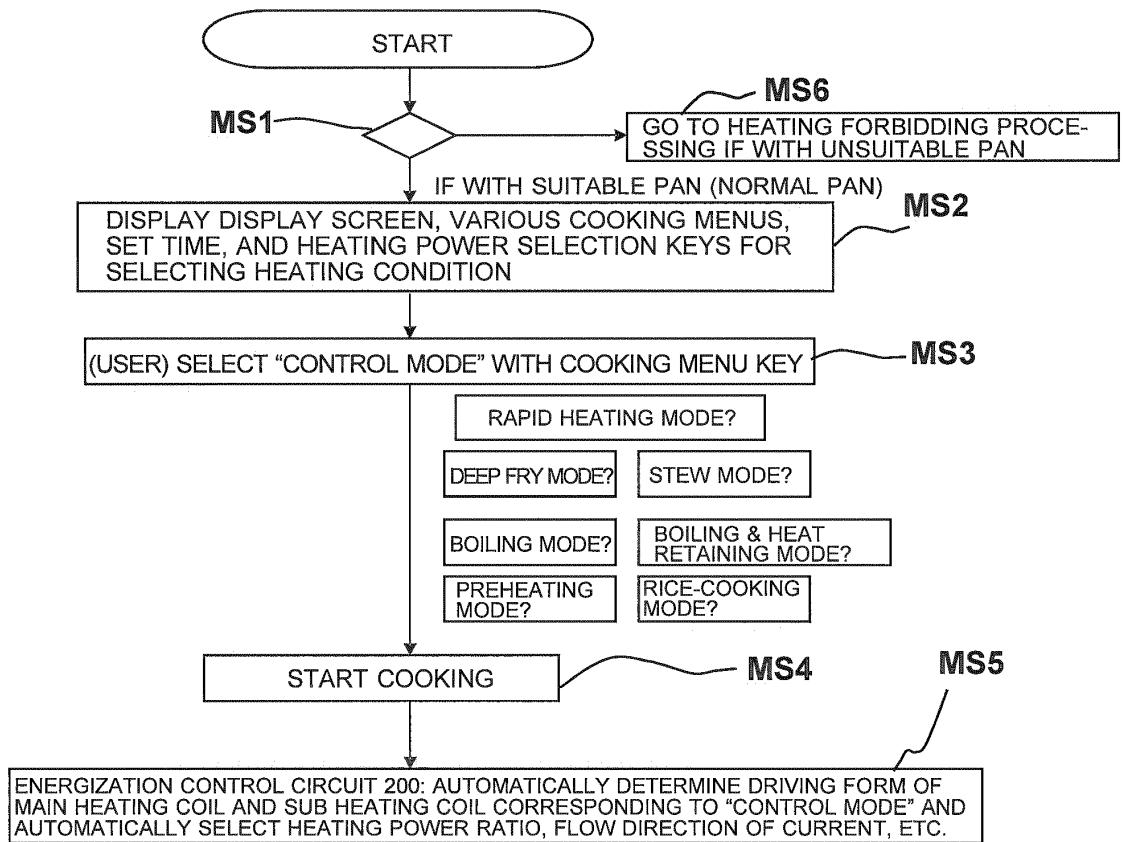 START
MS1
MS6
GO TO HEATING FORBIDDING PROCE-
SSING IF WITH UNSUITABLE PAN
IF WITH SUITABLE PAN (NORMAL PAN)
MS2
DISPLAY DISPLAY SCREEN, VARIOUS COOKING MENUS,
SET TIME, AND HEATING POWER SELECTION KEYS FOR
SELECTING HEATING CONDITION
(USER) SELECT “CONTROL MODE” WITH COOKING MENU KEY
MS3
RAPID HEATING MODE?
DEEP FRY MODE?
STEW MODE?
BOILING MODE?
BOILING & HEAT
RETAINING MODE?
PREHEATING
MODE?
RICE-COOKING
MODE?
START COOKING
MS4
MS5
ENERGIZATION CONTROL CIRCUIT 200: AUTOMATICALLY DETERMINE DRIVING FORM OF
MAIN HEATING COIL AND SUB HEATING COIL CORRESPONDING TO “CONTROL MODE” AND
AUTOMATICALLY SELECT HEATING POWER RATIO, FLOW DIRECTION OF CURRENT, ETC.